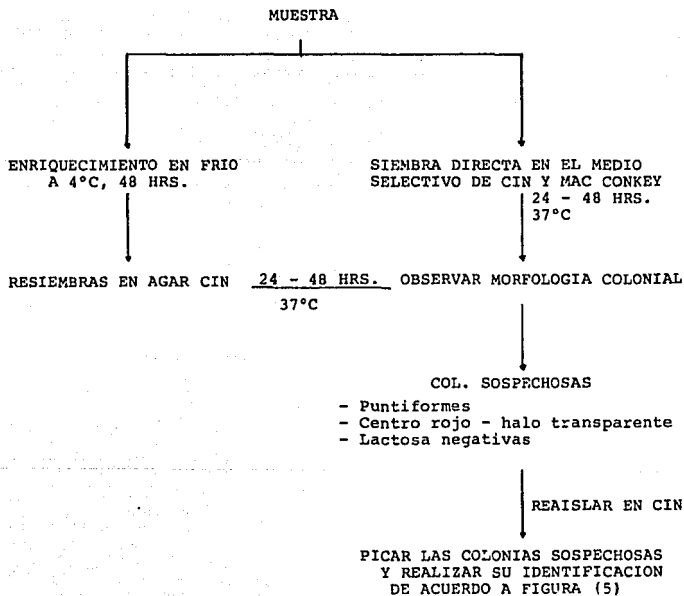 MUESTRA
ENRIQUECIMIENTO EN FRIO
A 4°C, 48 HRS.
SIEMBRA DIRECTA EN EL MEDIO
SELECTIVO DE CIN Y MAC CONKEY
24 - 48 HRS.
37°C
RESIEMBRAS EN AGAR CIN 24 - 48 HRS. OBSERVAR MORFOLOGIA COLONIAL
37°C
COL. SOSPECHOSAS
- Puntiformes
- Centro rojo - halo transparente
- Lactosa negativas
REAISLAR EN CIN
PICAR LAS COLONIAS SOSPECHOSAS
Y REALIZAR SU IDENTIFICACION
DE ACUERDO A FIGURA (5)